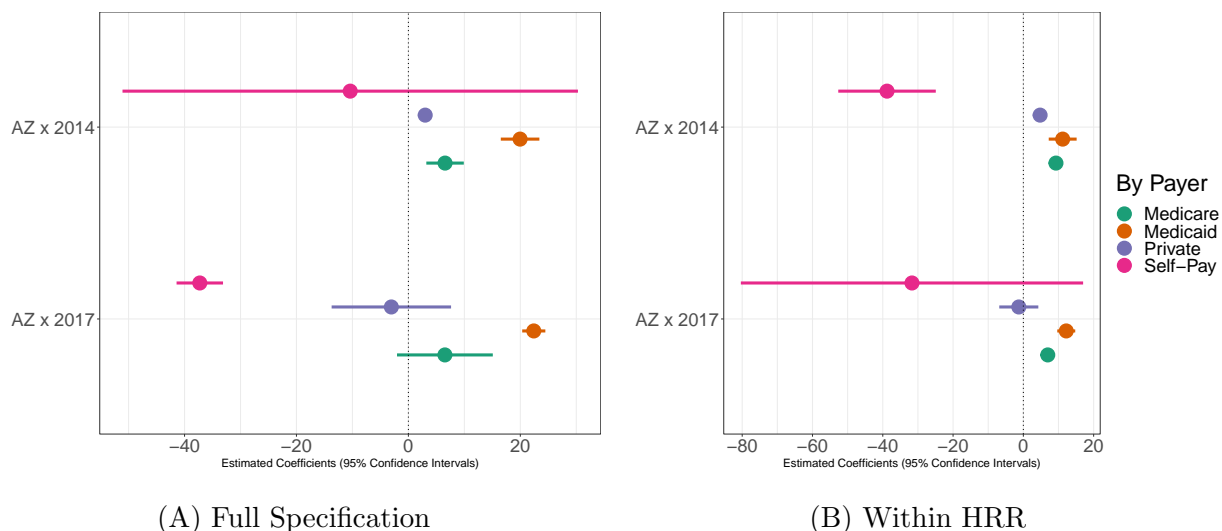 AZ x 2014
AZ x 2017
−40 −20 0 20
Estimated Coefficients (95% Confidence Intervals)
(A) Full Specification
AZ x 2014
AZ x 2017
−80 −60 −40 −20 0 20
Estimated Coefficients (95% Confidence Intervals)
(B) Within HRR
By Payer
Medicare
Medicaid
Private
Self−Pay